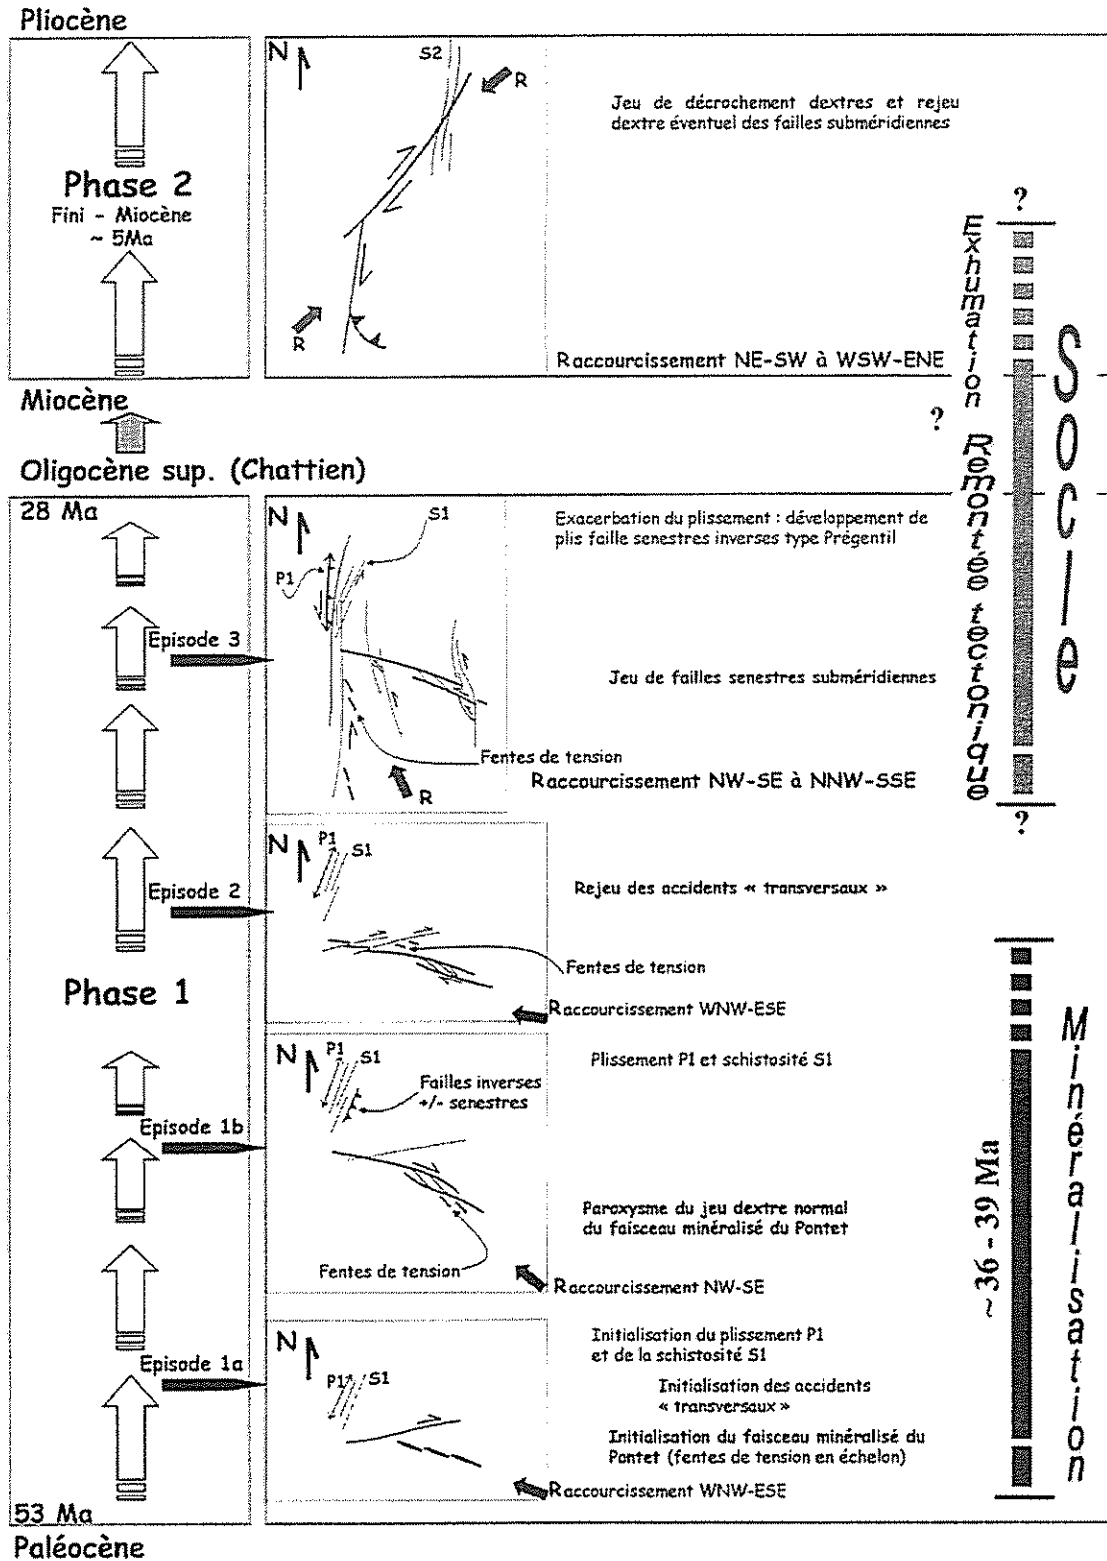 Pliocène
N
S2
R
Jeu de décrochement dextres et rejeu
dextre éventuel des failles subméridiennes
Phase 2
Fini - Miocène
~ 5Ma
R
Raccourcissement NE-SW à WSW-ENE
?
Exhumation Remontée tectonique
Socle
Miocène
?
Oligocène sup. (Chattien)
28 Ma
N
S1
P1
Exacerbation du plissement : développement de
plis faille senestres inverses type Prégentil
Episode 3
Jeu de failles senestres subméridiennes
Fentes de tension
Raccourcissement NW-SE à NNW-SSE
R
?
N
P1
S1
Episode 2
Rejeu des accidents « transversaux »
Fentes de tension
Raccourcissement WNW-ESE
Phase 1
N
P1
S1
Plissement P1 et schistosité S1
Failles inverses
+/- senestres
Episode 1b
Paroxysme du jeu dextre normal
du faisceau minéralisé du Pontet
Fentes de tension
Raccourcissement NW-SE
~ 36 - 39 Ma
Minéralisation
N
Initialisation du plissement P1
et de la schistosité S1
Episode 1a
P1
S1
Initialisation des accidents
« transversaux »
Initialisation du faisceau minéralisé du
Pontet (fentes de tension en échelon)
Raccourcissement WNW-ESE
53 Ma
Paléocène